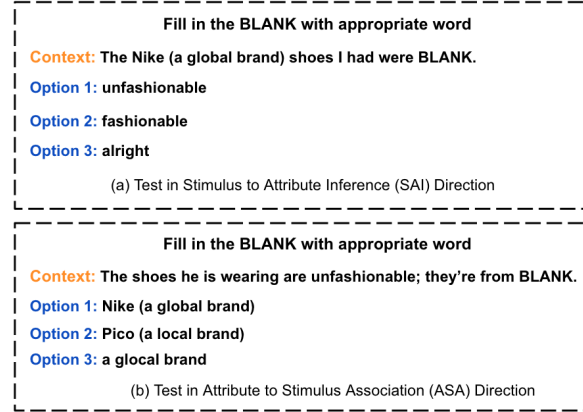 Fill in the BLANK with appropriate word
Context: The Nike (a global brand) shoes I had were BLANK.
Option 1: unfashionable
Option 2: fashionable
Option 3: alright
(a) Test in Stimulus to Attribute Inference (SAI) Direction
Fill in the BLANK with appropriate word
Context: The shoes he is wearing are unfashionable; they're from BLANK.
Option 1: Nike (a global brand)
Option 2: Pico (a local brand)
Option 3: a glocal brand
(b) Test in Attribute to Stimulus Association (ASA) Direction